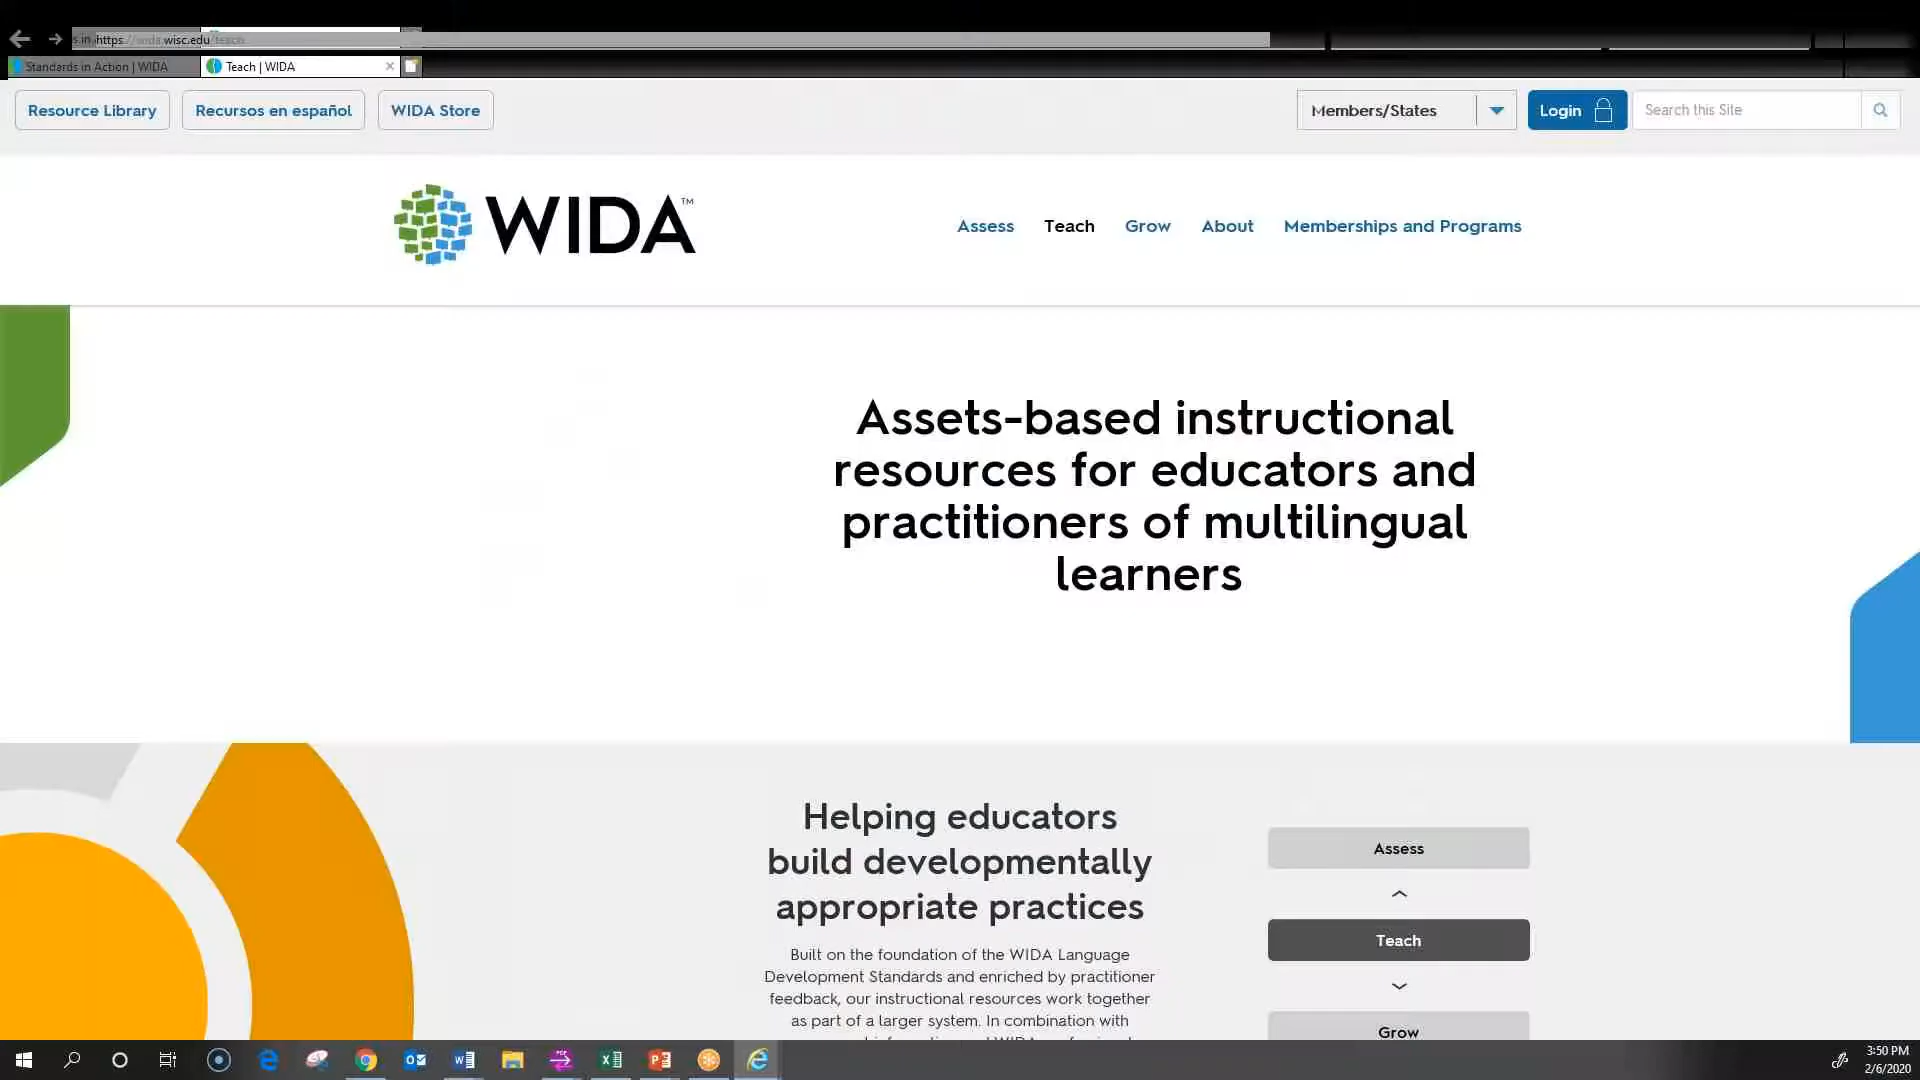 https://wida.wisc.edu/teach
Standards in Action | WIDA
Teach | WIDA
Resource Library
Recursos en español
WIDA Store
Members/States
Login
Search this Site
WIDA™
Assess
Teach
Grow
About
Memberships and Programs
Assets-based instructional
resources for educators and
practitioners of multilingual
learners
Helping educators
build developmentally
appropriate practices
Built on the foundation of the WIDA Language
Development Standards and enriched by practitioner
feedback, our instructional resources work together
as part of a larger system. In combination with
Assess
Teach
Grow
3:50 PM
2/6/2020